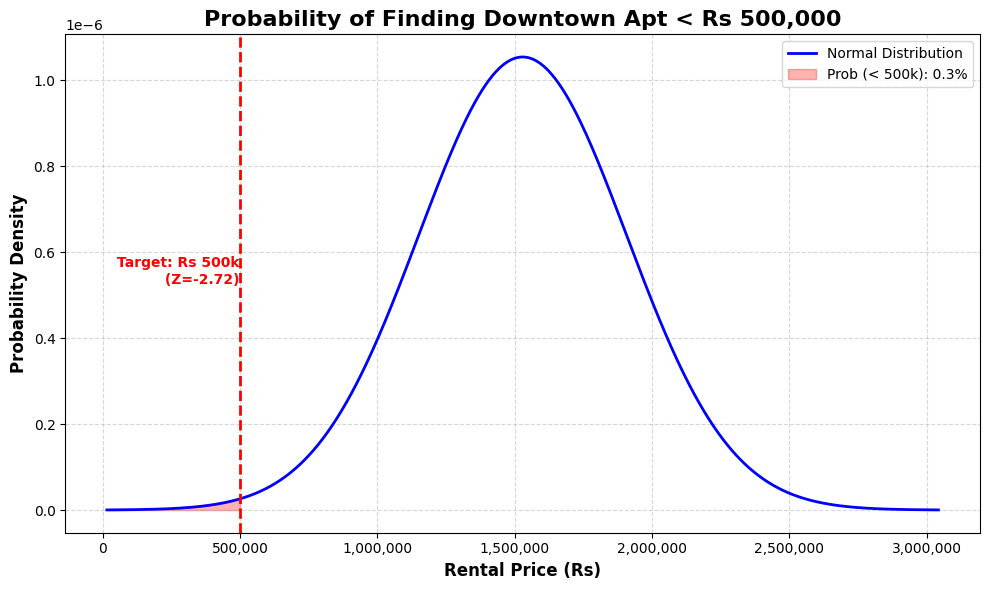 Probability of Finding Downtown Apt < Rs 500,000
1e−6
Normal Distribution
Prob (< 500k): 0.3%
1.0
0.8
0.6
0.4
0.2
0.0
Probability Density
Target: Rs 500k
(Z=-2.72)
0
500,000
1,000,000
1,500,000
2,000,000
2,500,000
3,000,000
Rental Price (Rs)